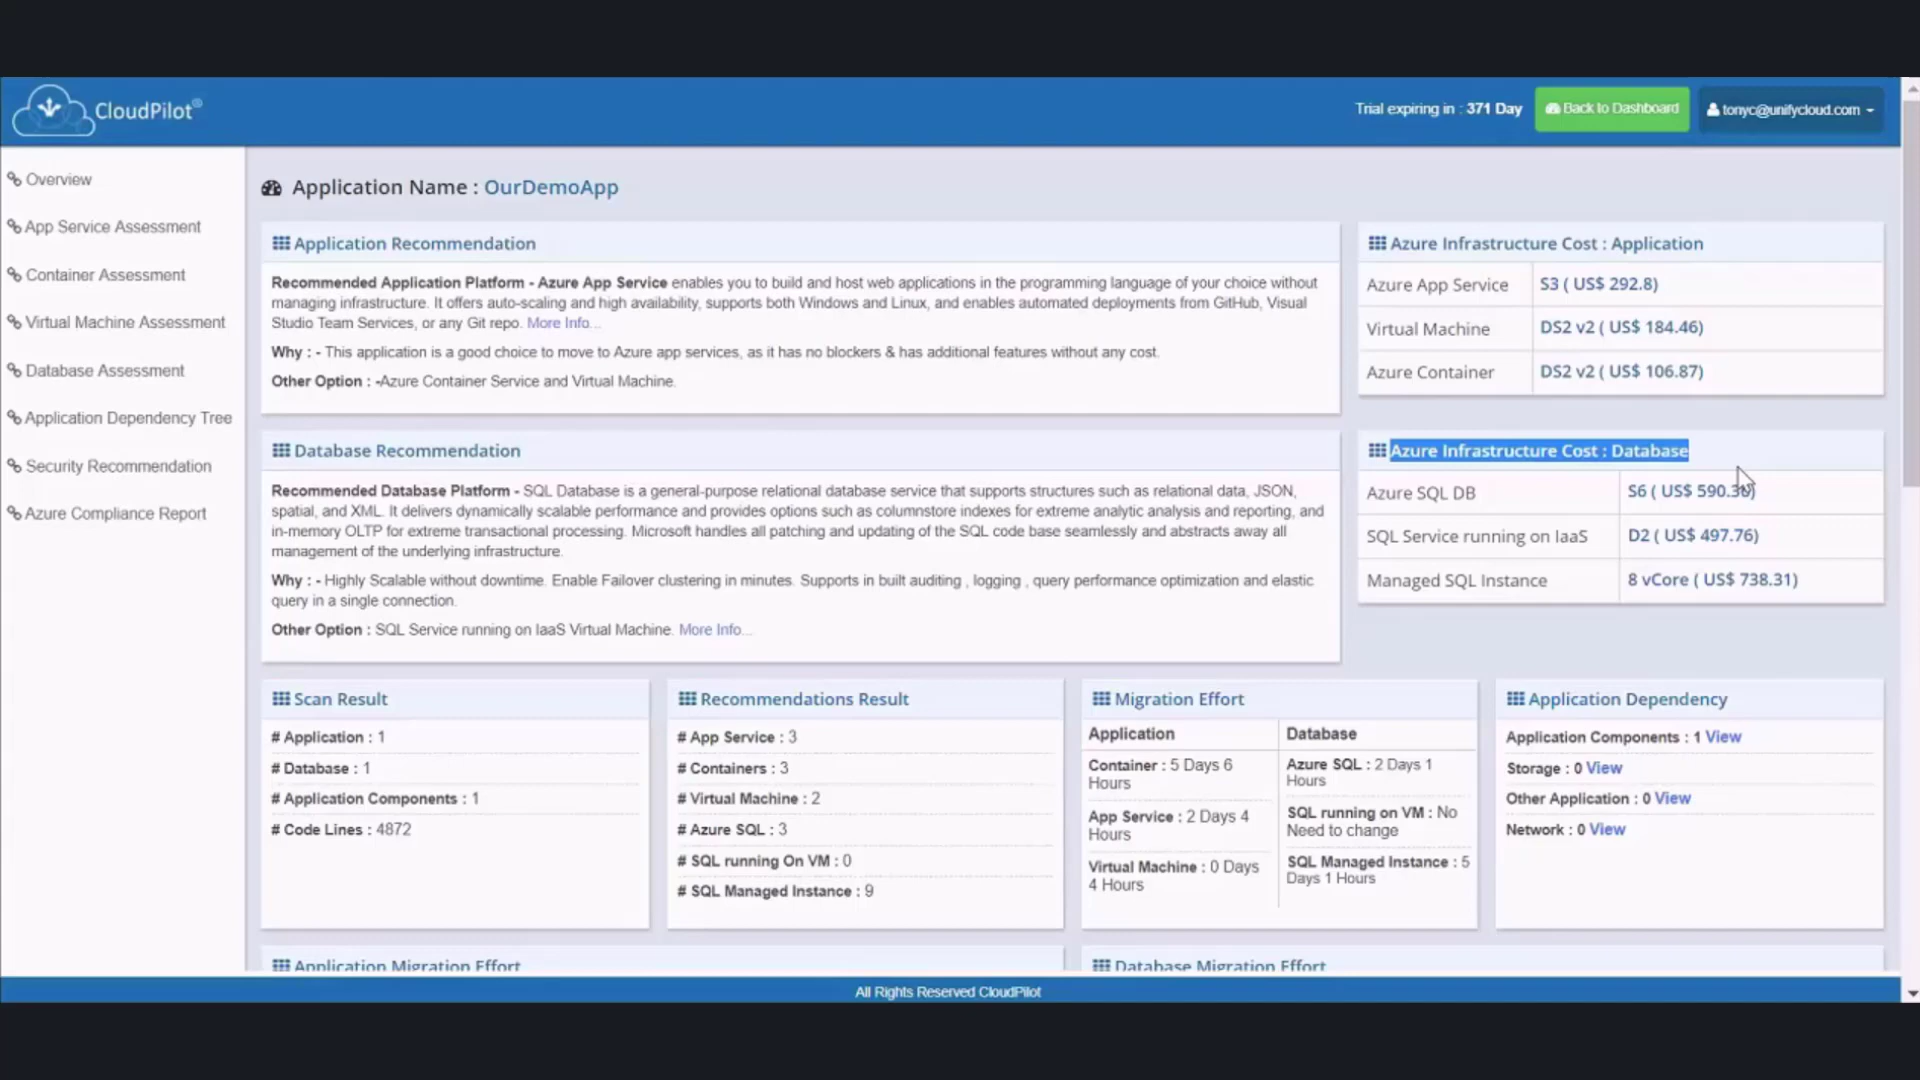 CloudPilot®
Trial expiring in : 371 Day
Back to Dashboard
tonyc@unifycloud.com
Overview
App Service Assessment
Container Assessment
Virtual Machine Assessment
Database Assessment
Application Dependency Tree
Security Recommendation
Azure Compliance Report
Application Name : OurDemoApp
Application Recommendation
Recommended Application Platform - Azure App Service enables you to build and host web applications in the programming language of your choice without
managing infrastructure. It offers auto-scaling and high availability, supports both Windows and Linux, and enables automated deployments from GitHub, Visual
Studio Team Services, or any Git repo. More Info...
Why : - This application is a good choice to move to Azure app services, as it has no blockers & has additional features without any cost.
Other Option : -Azure Container Service and Virtual Machine.
Azure Infrastructure Cost : Application
Azure App Service S3 ( US$ 292.8)
Virtual Machine DS2 v2 ( US$ 184.46)
Azure Container DS2 v2 ( US$ 106.87)
Database Recommendation
Recommended Database Platform - SQL Database is a general-purpose relational database service that supports structures such as relational data, JSON,
spatial, and XML. It delivers dynamically scalable performance and provides options such as columnstore indexes for extreme analytic analysis and reporting, and
in-memory OLTP for extreme transactional processing. Microsoft handles all patching and updating of the SQL code base seamlessly and abstracts away all
management of the underlying infrastructure.
Why : - Highly Scalable without downtime. Enable Failover clustering in minutes. Supports in built auditing , logging , query performance optimization and elastic
query in a single connection.
Other Option : SQL Service running on IaaS Virtual Machine. More Info...
Azure Infrastructure Cost : Database
Azure SQL DB S6 ( US$
SQL Service running on IaaS D2 ( US$ 497.76)
Managed SQL Instance 8 vCore ( US$ 738.31)
Scan Result
# Application : 1
# Database : 1
# Application Components : 1
# Code Lines : 4872
Recommendations Result
# App Service : 3
# Containers : 3
# Virtual Machine : 2
# Azure SQL : 3
# SQL running On VM : 0
# SQL Managed Instance : 9
Migration Effort
Application
Container : 5 Days 6
Hours
App Service : 2 Days 4
Hours
Virtual Machine : 0 Days
4 Hours
Database
Azure SQL : 2 Days 1
Hours
SQL running on VM : No
Need to change
SQL Managed Instance : 5
Days 1 Hours
Application Dependency
Application Components : 1 View
Storage : 0 View
Other Application : 0 View
Network : 0 View
Application Migration Effort
Database Migration Effort
All Rights Reserved CloudPilot